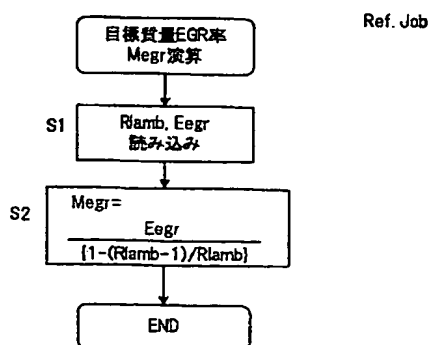 Ref. Job
目標質量EGR率
Megr演算
S1
Rlamb, Eegr
読み込み
S2
Megr=
Eegr
{1-(Rlamb-1)/Rlamb}
END